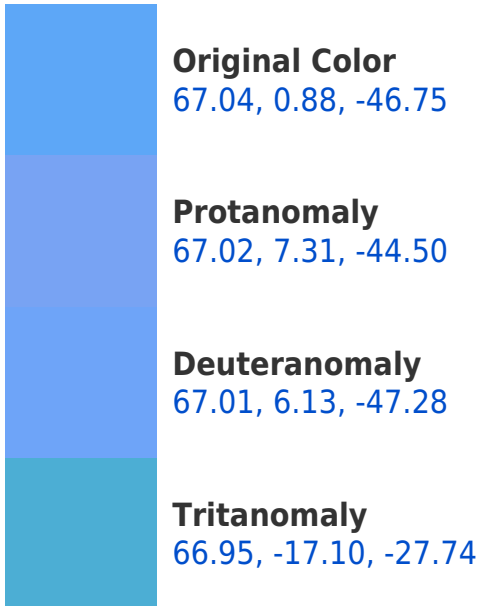 Original Color
67.04, 0.88, -46.75
Protanomaly
67.02, 7.31, -44.50
Deuteranomaly
67.01, 6.13, -47.28
Tritanomaly
66.95, -17.10, -27.74